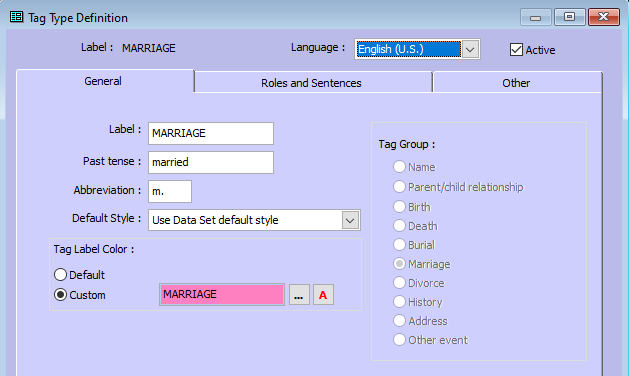 Tag Type Definition
Label : MARRIAGE Language : English (U.S.) Active
General Roles and Sentences Other
Label : MARRIAGE
Past tense : married
Abbreviation : m.
Default Style : Use Data Set default style
Tag Label Color :
Default
Custom MARRIAGE ... A
Tag Group :
Name
Parent/child relationship
Birth
Death
Burial
Marriage
Divorce
History
Address
Other event